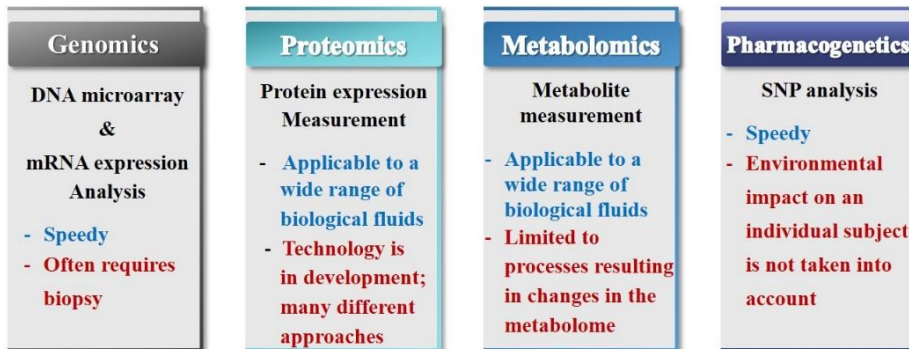 Genomics
DNA microarray
&
mRNA expression
Analysis
- Speedy
- Often requires
biopsy
Proteomics
Protein expression
Measurement
- Applicable to a
wide range of
biological fluids
- Technology is
in development;
many different
approaches
Metabolomics
Metabolite
measurement
- Applicable to a
wide range of
biological fluids
- Limited to
processes resulting
in changes in the
metabolome
Pharmacogenetics
SNP analysis
- Speedy
- Environmental
impact on an
individual subject
is not taken into
account